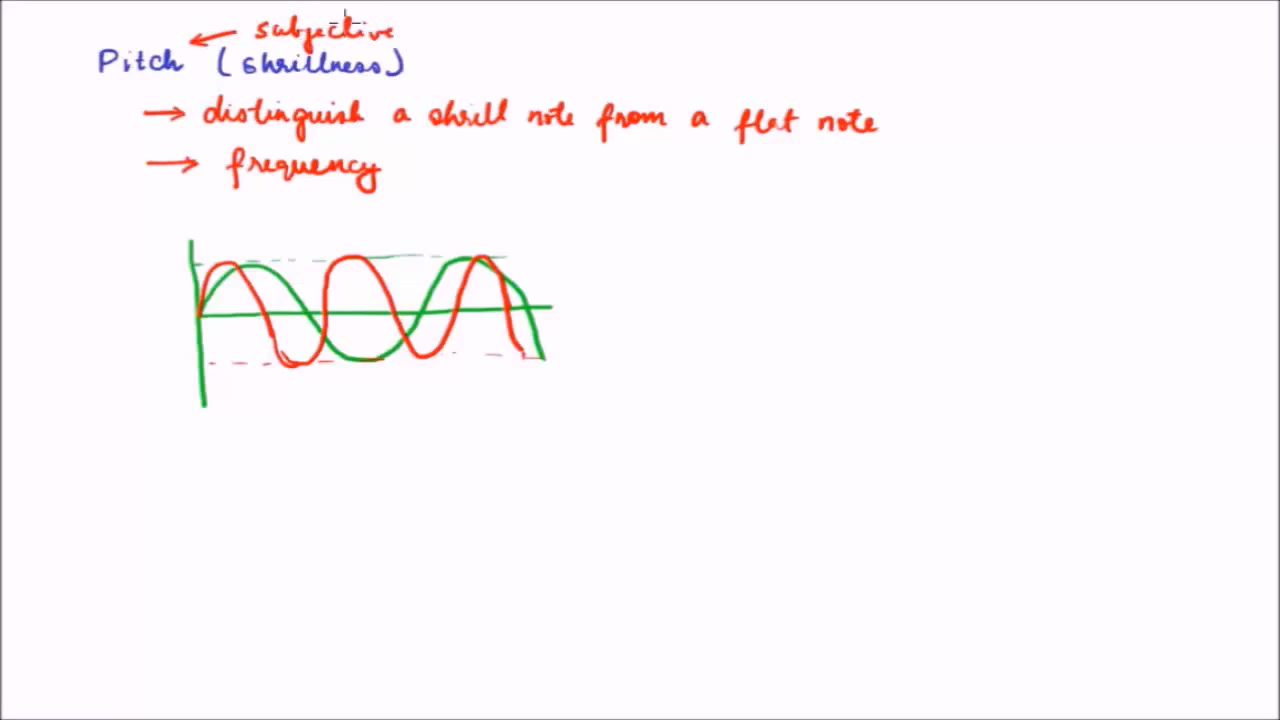 subjective
Pitch (shrillness)
→ distinguish a shrill note from a flat note
→ frequency